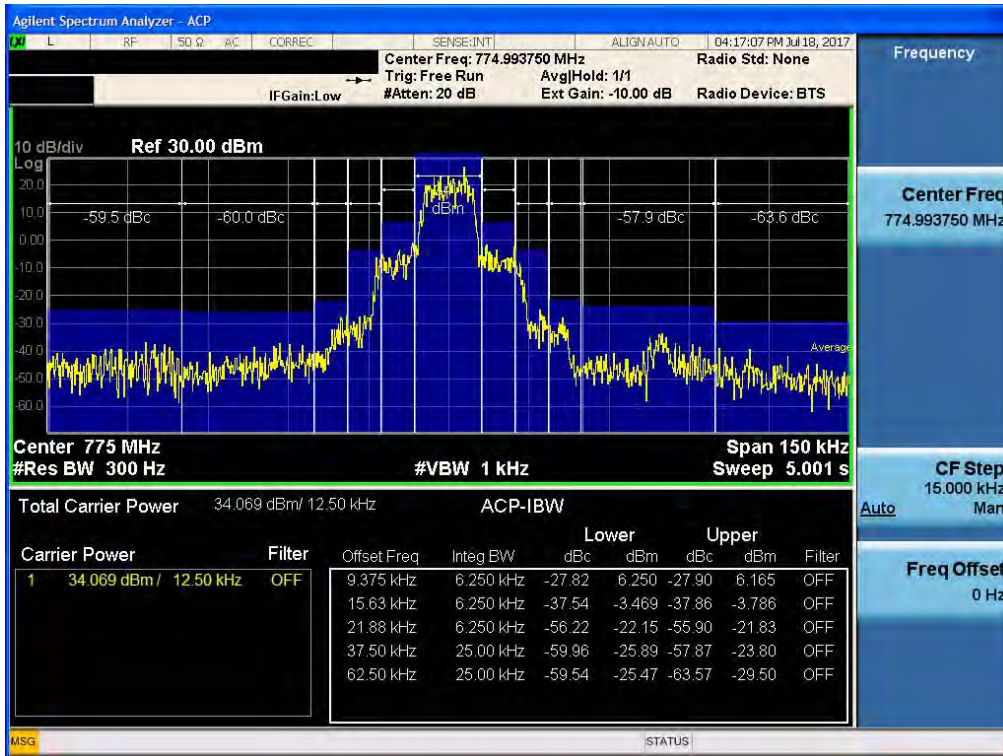 Agilent Spectrum Analyzer - ACP
L RF 50 Ω AC CORREC SENSE:INT ALIGN AUTO 04:17:07 PM Jul 18, 2017
Center Freq: 774.993750 MHz Radio Std: None
Trig: Free Run Avg|Hold: 1/1
IFGain:Low #Atten: 20 dB Ext Gain: -10.00 dB Radio Device: BTS
10 dB/div Ref 30.00 dBm
Log
20.0
10.0
0.00
-10.0
-20.0
-30.0
-40.0
-50.0
-60.0
-59.5 dBc -60.0 dBc dBm -57.9 dBc -63.6 dBc
Average
Center 775 MHz Span 150 kHz
#Res BW 300 Hz #VBW 1 kHz Sweep 5.001 s
Total Carrier Power 34.069 dBm/ 12.50 kHz ACP-IBW
Lower Upper
Carrier Power Filter Offset Freq Integ BW dBc dBm dBc dBm Filter
1 34.069 dBm / 12.50 kHz OFF 9.375 kHz 6.250 kHz -27.82 6.250 -27.90 6.165 OFF
15.63 kHz 6.250 kHz -37.54 -3.469 -37.86 -3.786 OFF
21.88 kHz 6.250 kHz -56.22 -22.15 -55.90 -21.83 OFF
37.50 kHz 25.00 kHz -59.96 -25.89 -57.87 -23.80 OFF
62.50 kHz 25.00 kHz -59.54 -25.47 -63.57 -29.50 OFF
MSG STATUS
Frequency
Center Freq
774.993750 MHz
CF Step
15.000 kHz
Auto Man
Freq Offset
0 Hz